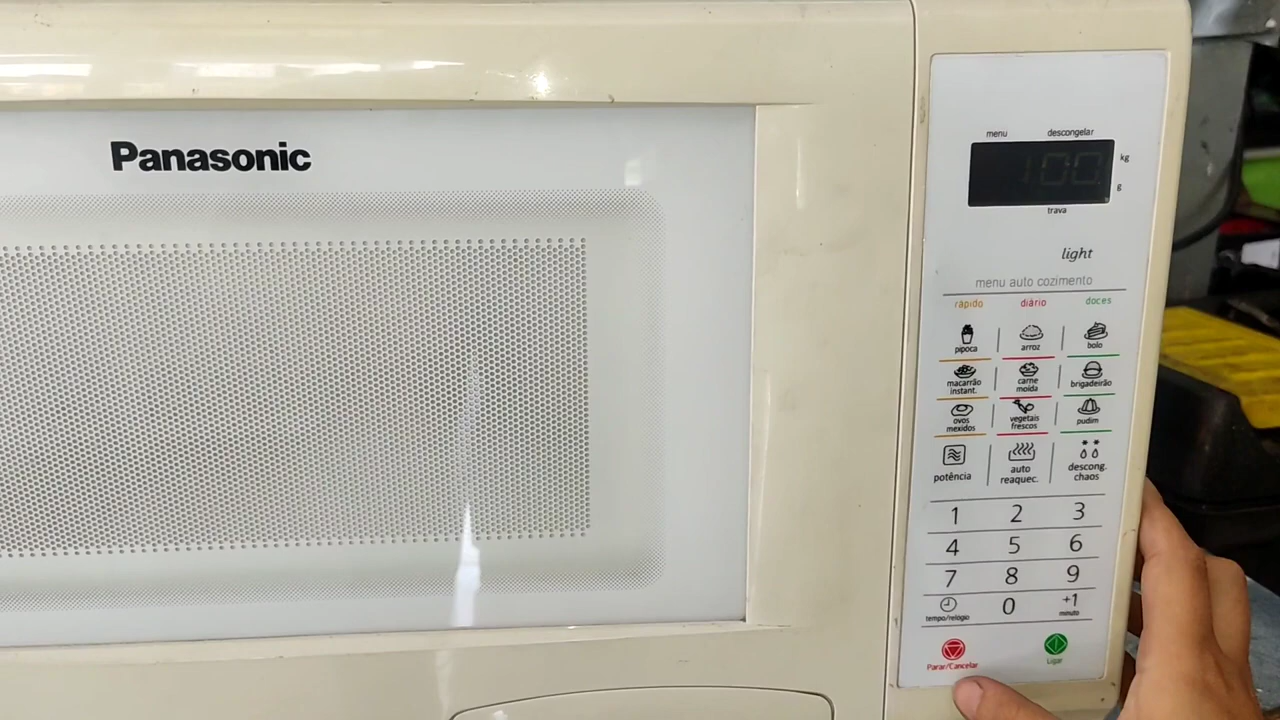 Panasonic
menu descongelar
100
kg
g
trava
light
menu auto cozimento
rápido diário doces
pipoca arroz bolo
macarrão instant. carne moída brigadeirão
ovos mexidos vegetais frescos pudim
potência auto reaquec. descong. chaos
1 2 3
4 5 6
7 8 9
tempo/relógio 0 +1 minuto
Parar/Cancelar Ligar